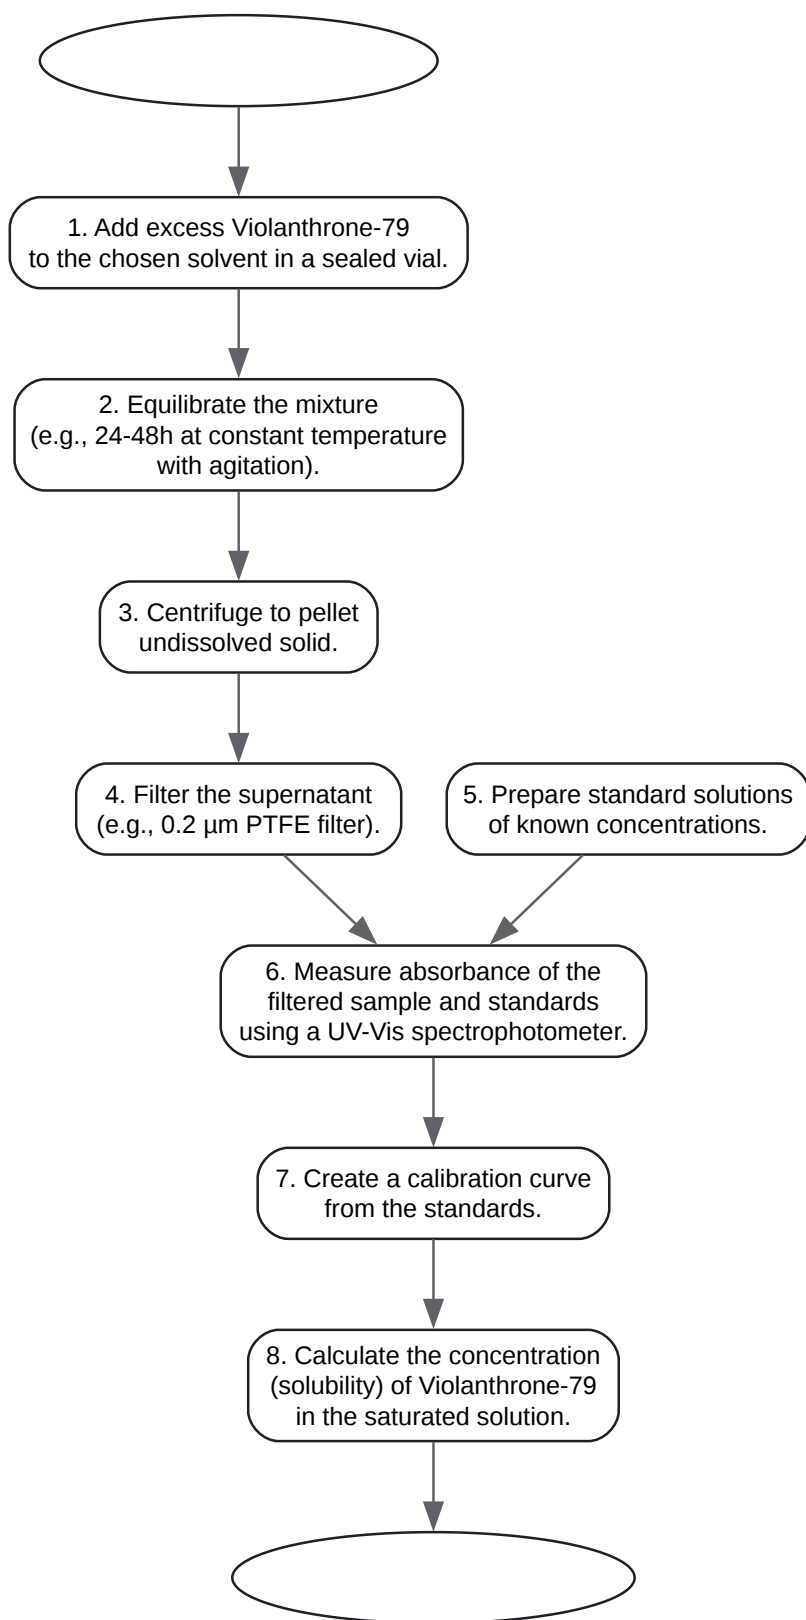 1. Add excess Violanthrone-79
to the chosen solvent in a sealed vial.
2. Equilibrate the mixture
(e.g., 24-48h at constant temperature
with agitation).
3. Centrifuge to pellet
undissolved solid.
4. Filter the supernatant
(e.g., 0.2 µm PTFE filter).
5. Prepare standard solutions
of known concentrations.
6. Measure absorbance of the
filtered sample and standards
using a UV-Vis spectrophotometer.
7. Create a calibration curve
from the standards.
8. Calculate the concentration
(solubility) of Violanthrone-79
in the saturated solution.